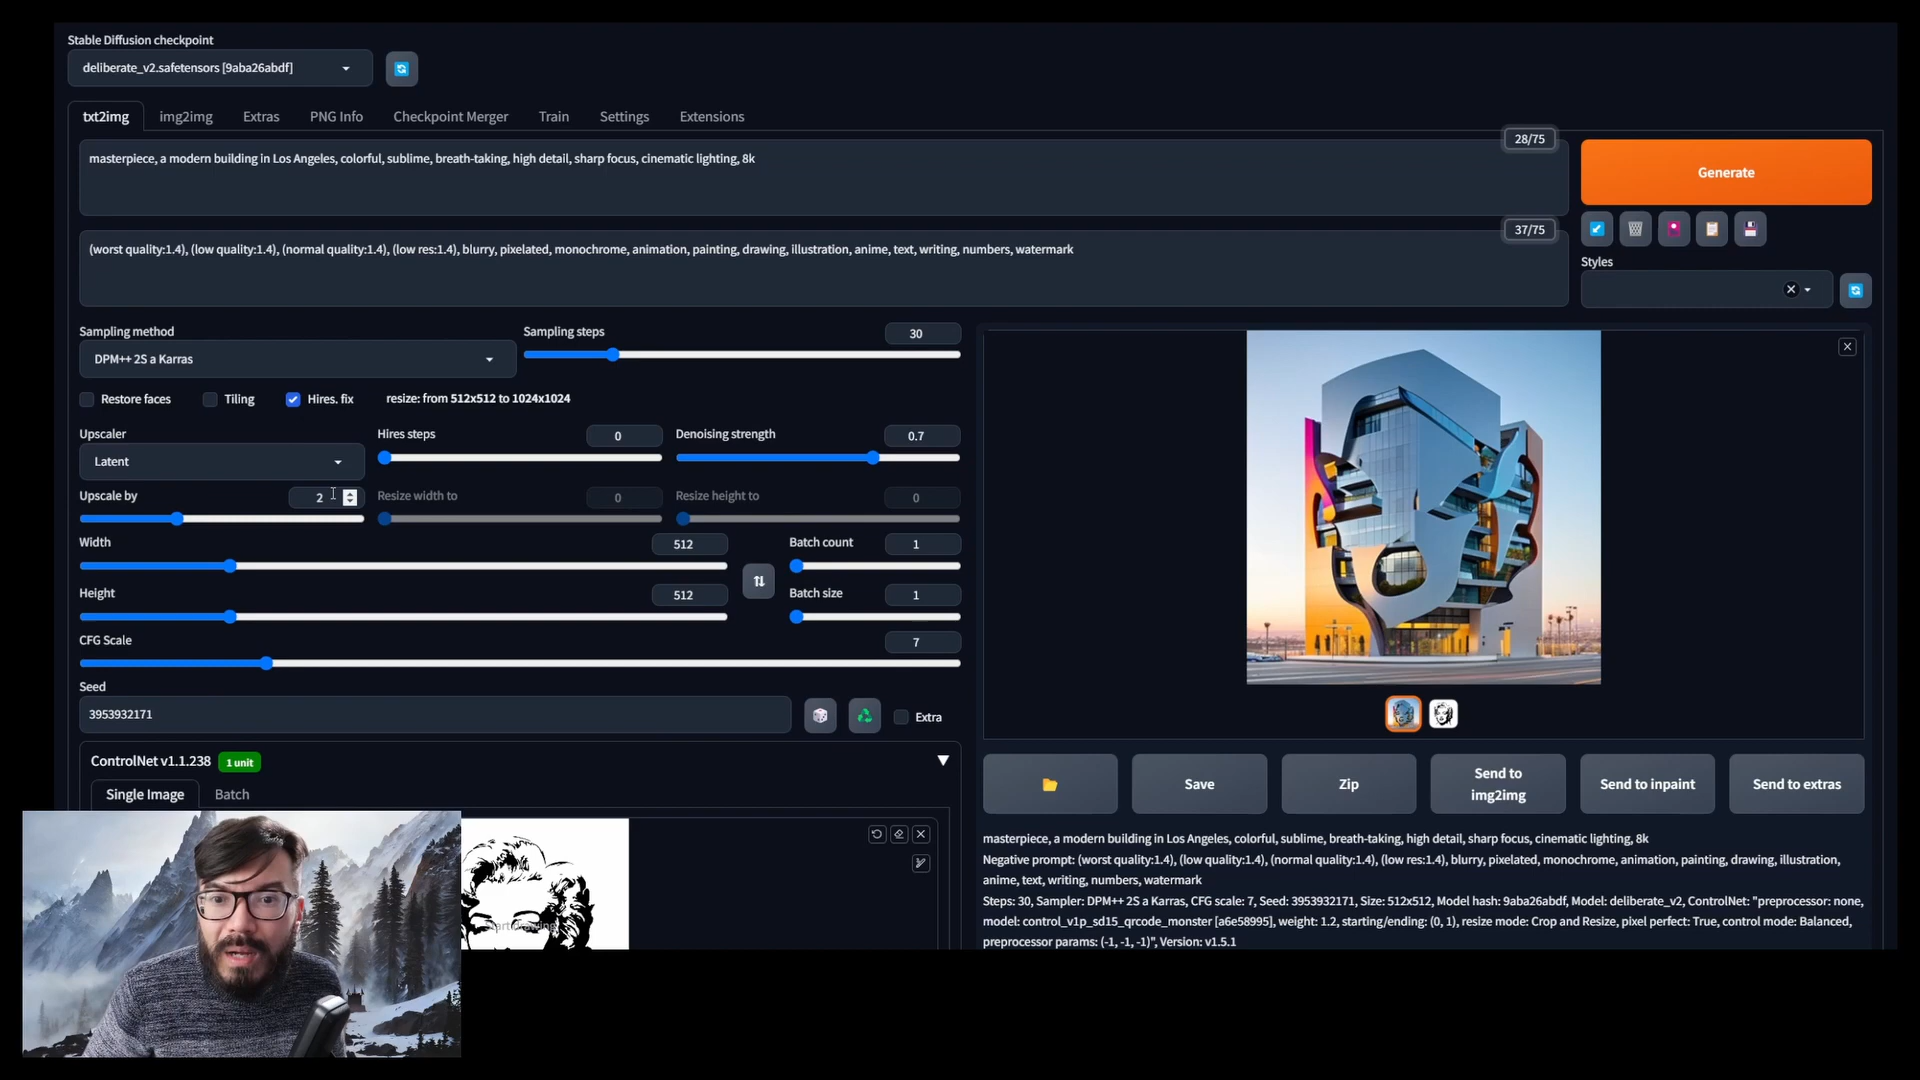 Stable Diffusion checkpoint
deliberate_v2.safetensors [9aba26abdf]
txt2img img2img Extras PNG Info Checkpoint Merger Train Settings Extensions
28/75
masterpiece, a modern building in Los Angeles, colorful, sublime, breath-taking, high detail, sharp focus, cinematic lighting, 8k
Generate
37/75
(worst quality:1.4), (low quality:1.4), (normal quality:1.4), (low res:1.4), blurry, pixelated, monochrome, animation, painting, drawing, illustration, anime, text, writing, numbers, watermark
Styles
Sampling method Sampling steps 30
DPM++ 2S a Karras
Restore faces Tiling Hires. fix resize: from 512x512 to 1024x1024
Upscaler Hires steps 0 Denoising strength 0.7
Latent
Upscale by 2 Resize width to 0 Resize height to 0
Width 512 Batch count 1
Height 512 Batch size 1
CFG Scale 7
Seed
3953932171
Extra
ControlNet v1.1.238 1 unit
Single Image Batch
Save Zip Send to img2img Send to inpaint Send to extras
masterpiece, a modern building in Los Angeles, colorful, sublime, breath-taking, high detail, sharp focus, cinematic lighting, 8k
Negative prompt: (worst quality:1.4), (low quality:1.4), (normal quality:1.4), (low res:1.4), blurry, pixelated, monochrome, animation, painting, drawing, illustration,
anime, text, writing, numbers, watermark
Steps: 30, Sampler: DPM++ 2S a Karras, CFG scale: 7, Seed: 3953932171, Size: 512x512, Model hash: 9aba26abdf, Model: deliberate_v2, ControlNet: "preprocessor: none,
model: control_v1p_sd15_qrcode_monster [a6e58995], weight: 1.2, starting/ending: (0, 1), resize mode: Crop and Resize, pixel perfect: True, control mode: Balanced,
preprocessor params: (-1, -1, -1)", Version: v1.5.1